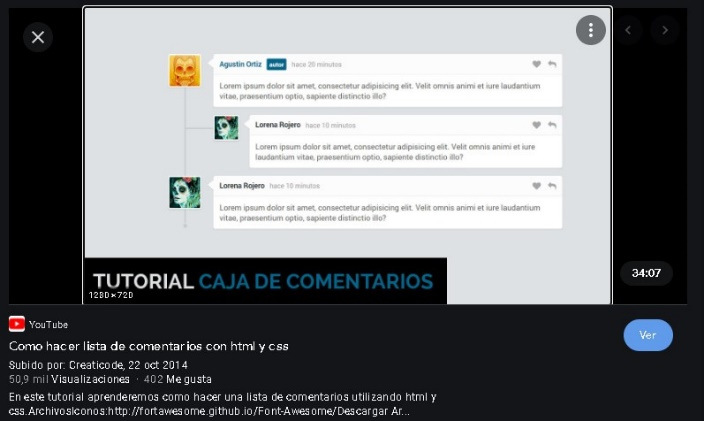 Agustin Ortiz autor hace 20 minutos
Lorem ipsum dolor sit amet, consectetur adipisicing elit. Velit omnis animi et iure laudantium
vitae, praesentium optio, sapiente distinctio illo?
Lorena Rojero hace 10 minutos
Lorem ipsum dolor sit amet, consectetur adipisicing elit. Velit omnis animi et iure
laudantium vitae, praesentium optio, sapiente distinctio illo?
Lorena Rojero hace 10 minutos
Lorem ipsum dolor sit amet, consectetur adipisicing elit. Velit omnis animi et iure laudantium
vitae, praesentium optio, sapiente distinctio illo?
34:07
TUTORIAL CAJA DE COMENTARIOS
1280×720
YouTube
Ver
Como hacer lista de comentarios con html y css
Subido por: Creaticode, 22 oct 2014
50,9 mil Visualizaciones · 402 Me gusta
En este tutorial aprenderemos como hacer una lista de comentarios utilizando html y
css.ArchivosIconos:http://fortawesome.github.io/Font-Awesome/Descargar Ar...